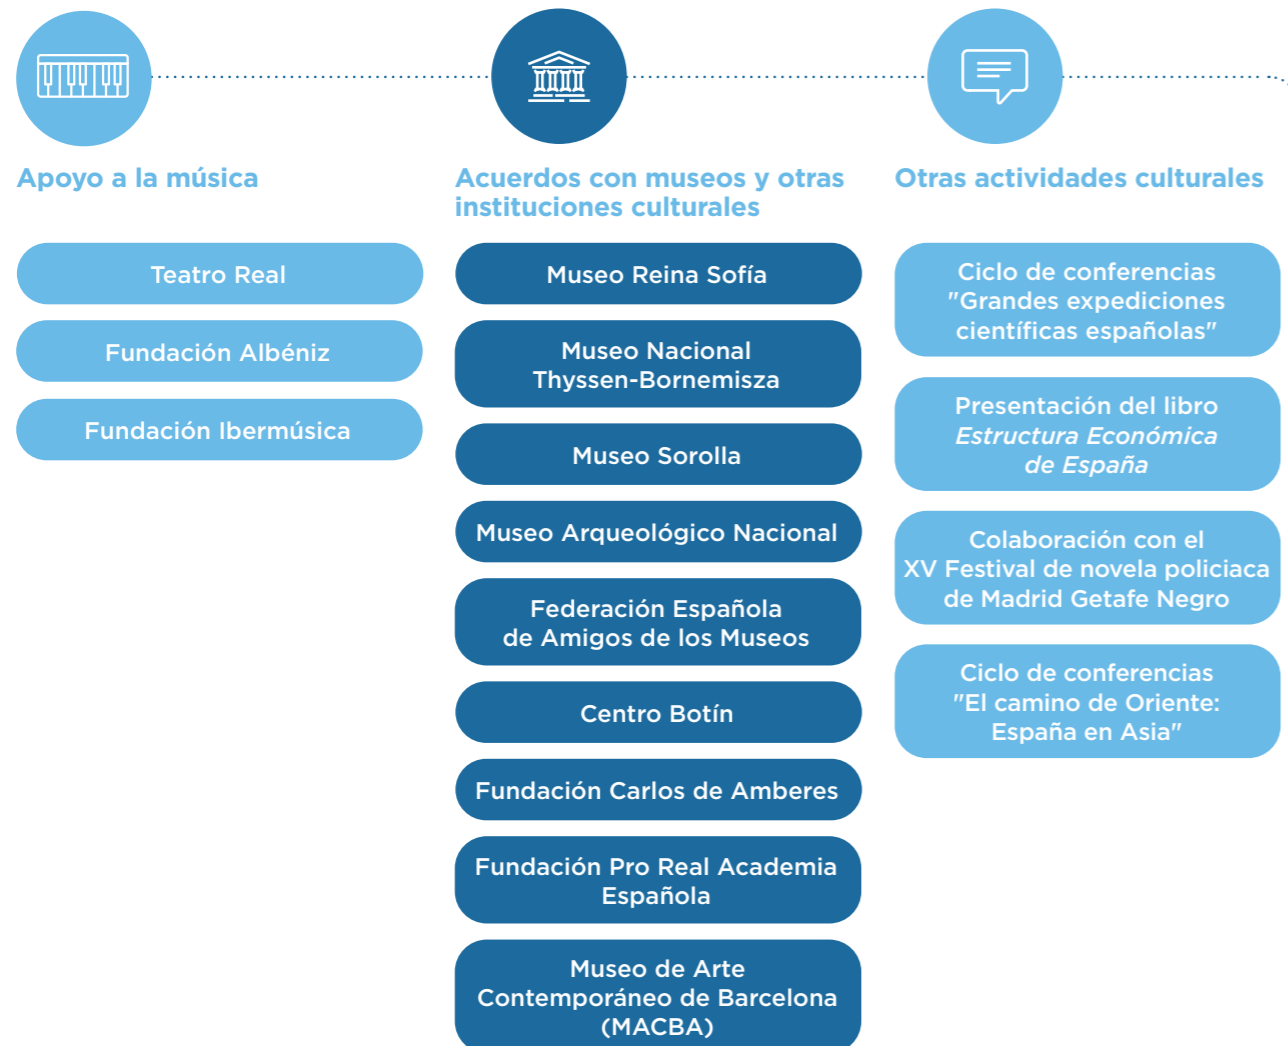 Apoyo a la música
Teatro Real
Fundación Albéniz
Fundación Ibermúsica
Acuerdos con museos y otras
instituciones culturales
Museo Reina Sofía
Museo Nacional
Thyssen-Bornemisza
Museo Sorolla
Museo Arqueológico Nacional
Federación Española
de Amigos de los Museos
Centro Botín
Fundación Carlos de Amberes
Fundación Pro Real Academia
Española
Museo de Arte
Contemporáneo de Barcelona
(MACBA)
Otras actividades culturales
Ciclo de conferencias
"Grandes expediciones
científicas españolas"
Presentación del libro
Estructura Económica
de España
Colaboración con el
XV Festival de novela policiaca
de Madrid Getafe Negro
Ciclo de conferencias
"El camino de Oriente:
España en Asia"